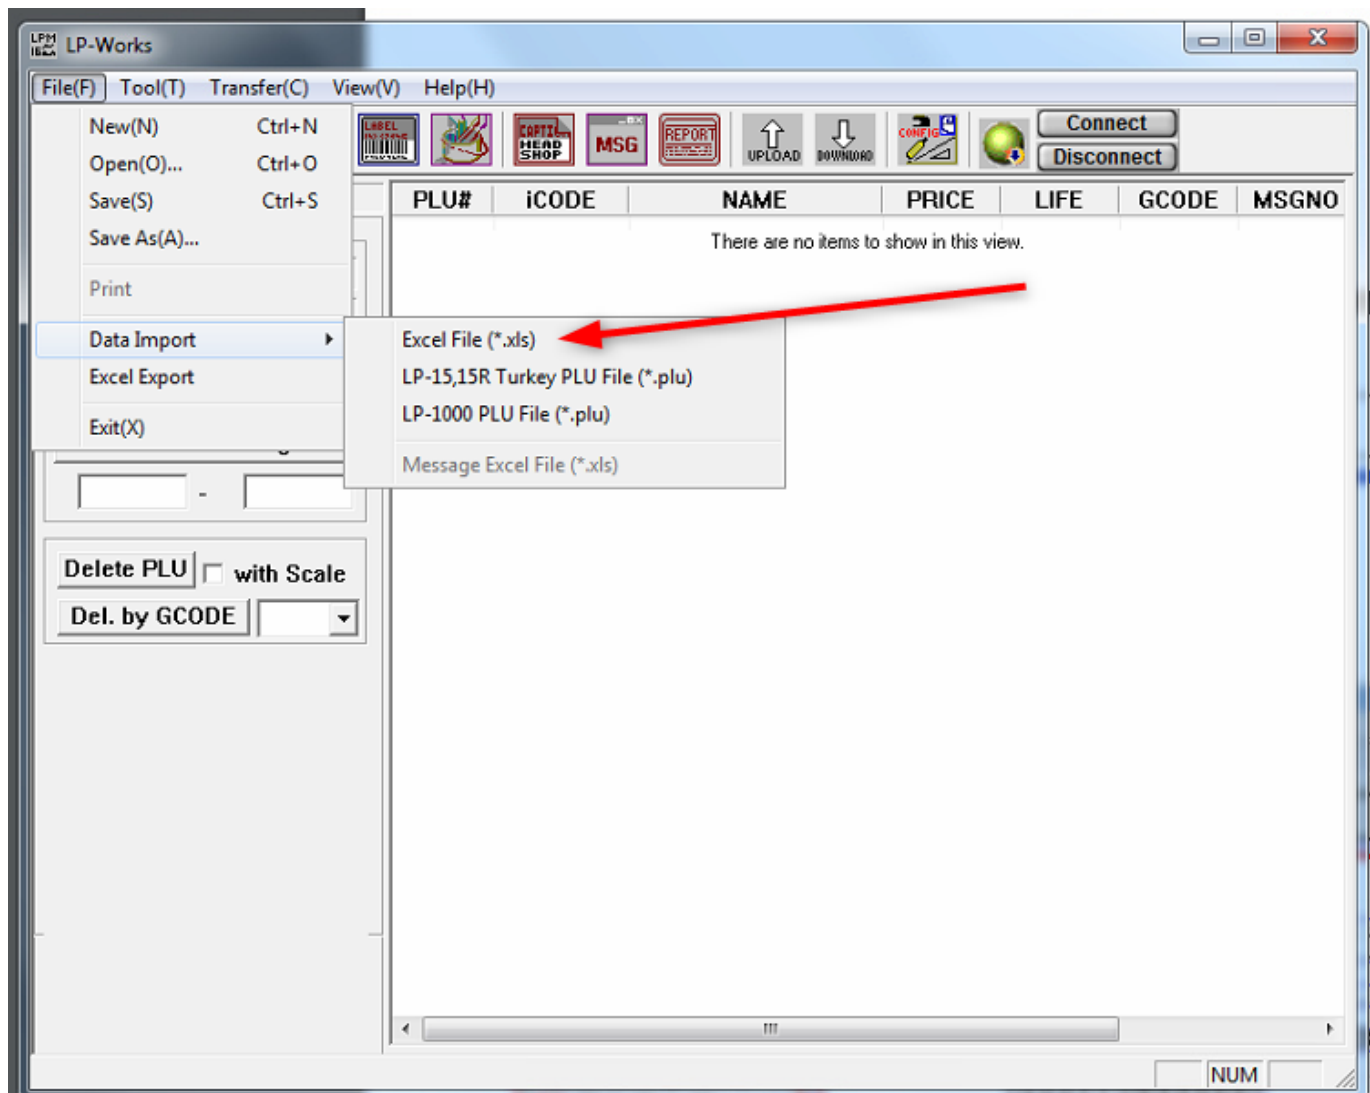 LP-Works
File(F) Tool(T) Transfer(C) View(V) Help(H)
New(N) Ctrl+N
Open(O)... Ctrl+O
Save(S) Ctrl+S
Save As(A)...
Print
Data Import
Excel Export
Exit(X)
Excel File (*.xls)
LP-15,15R Turkey PLU File (*.plu)
LP-1000 PLU File (*.plu)
Message Excel File (*.xls)
LABEL
CAPTI
HEAD
SHOP
MSG
REPORT
UPLOAD
DOWNLOAD
CONFIG
Connect
Disconnect
PLU# iCODE NAME PRICE LIFE GCODE MSGNO
There are no items to show in this view.
-
Delete PLU with Scale
Del. by GCODE
NUM